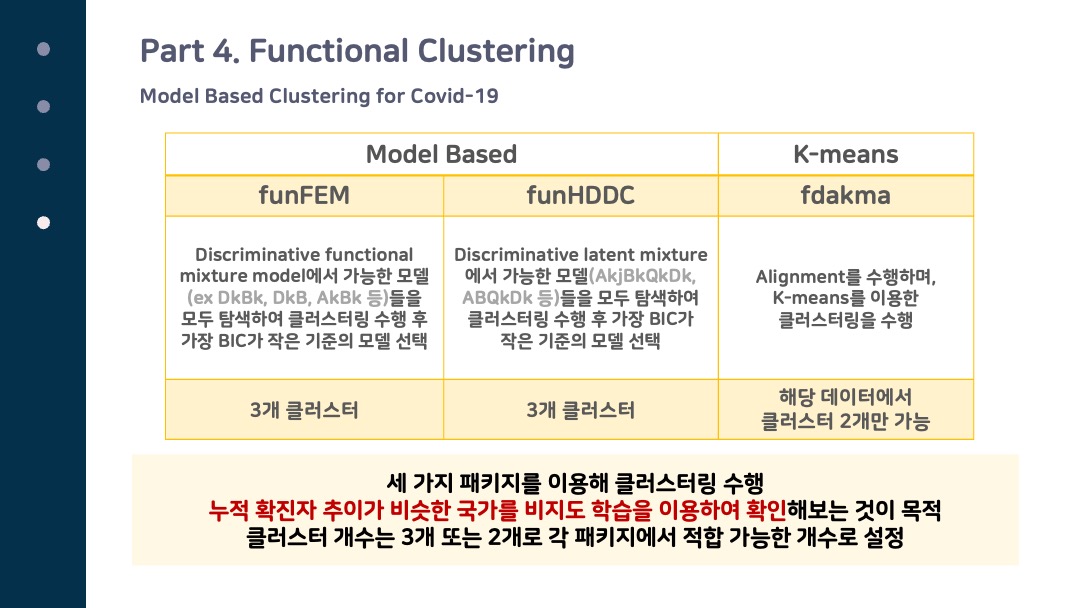 Part 4. Functional Clustering
Model Based Clustering for Covid-19
Model Based
K-means
funFEM
funHDDC
fdakma
Discriminative functional
mixture model에서 가능한 모델
(ex DkBk, DkB, AkBk 등)들을
모두 탐색하여 클러스터링 수행 후
가장 BIC가 작은 기준의 모델 선택
Discriminative latent mixture
에서 가능한 모델(AkjBkQkDk,
ABQkDk 등)들을 모두 탐색하여
클러스터링 수행 후 가장 BIC가
작은 기준의 모델 선택
Alignment를 수행하며,
K-means를 이용한
클러스터링을 수행
3개 클러스터
3개 클러스터
해당 데이터에서
클러스터 2개만 가능
세 가지 패키지를 이용해 클러스터링 수행
누적 확진자 추이가 비슷한 국가를 비지도 학습을 이용하여 확인해보는 것이 목적
클러스터 개수는 3개 또는 2개로 각 패키지에서 적합 가능한 개수로 설정